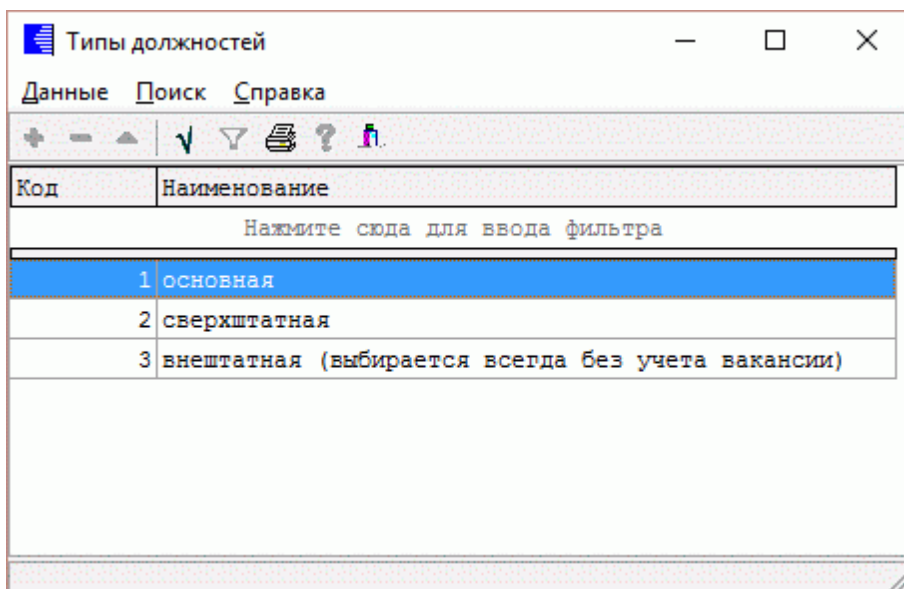 Типы должностей
Данные Поиск Справка
Код Наименование
Нажмите сюда для ввода фильтра
1 основная
2 сверхштатная
3 внештатная (выбирается всегда без учета вакансии)